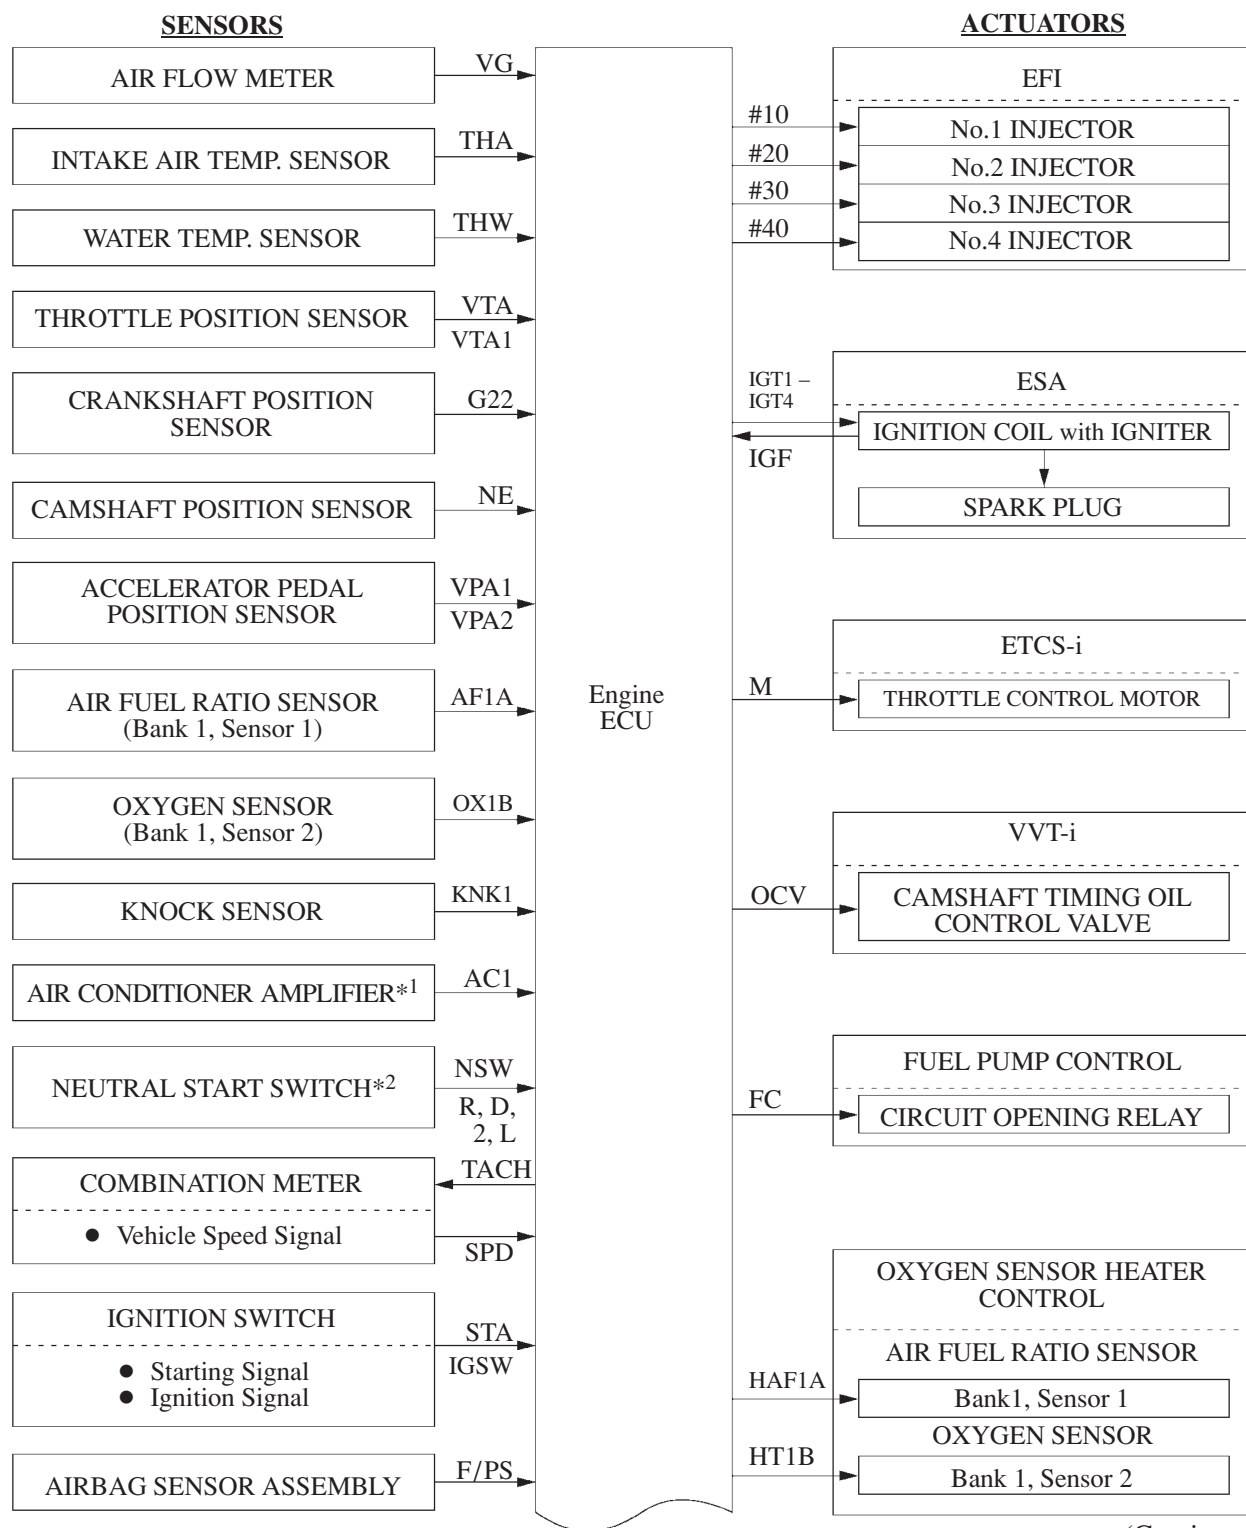 SENSORS
AIR FLOW METER
VG
INTAKE AIR TEMP. SENSOR
THA
WATER TEMP. SENSOR
THW
THROTTLE POSITION SENSOR
VTA
VTA1
CRANKSHAFT POSITION
SENSOR
G22
CAMSHAFT POSITION SENSOR
NE
ACCELERATOR PEDAL
POSITION SENSOR
VPA1
VPA2
AIR FUEL RATIO SENSOR
(Bank 1, Sensor 1)
AF1A
OXYGEN SENSOR
(Bank 1, Sensor 2)
OX1B
KNOCK SENSOR
KNK1
AIR CONDITIONER AMPLIFIER*1
AC1
NEUTRAL START SWITCH*2
NSW
R, D,
2, L
COMBINATION METER
TACH
● Vehicle Speed Signal
SPD
IGNITION SWITCH
STA
IGSW
● Starting Signal
● Ignition Signal
AIRBAG SENSOR ASSEMBLY
F/PS
Engine
ECU
ACTUATORS
EFI
#10
No.1 INJECTOR
#20
No.2 INJECTOR
#30
No.3 INJECTOR
#40
No.4 INJECTOR
ESA
IGT1 –
IGT4
IGNITION COIL with IGNITER
IGF
SPARK PLUG
ETCS-i
M
THROTTLE CONTROL MOTOR
VVT-i
OCV
CAMSHAFT TIMING OIL
CONTROL VALVE
FUEL PUMP CONTROL
FC
CIRCUIT OPENING RELAY
OXYGEN SENSOR HEATER
CONTROL
AIR FUEL RATIO SENSOR
HAF1A
Bank1, Sensor 1
OXYGEN SENSOR
HT1B
Bank 1, Sensor 2